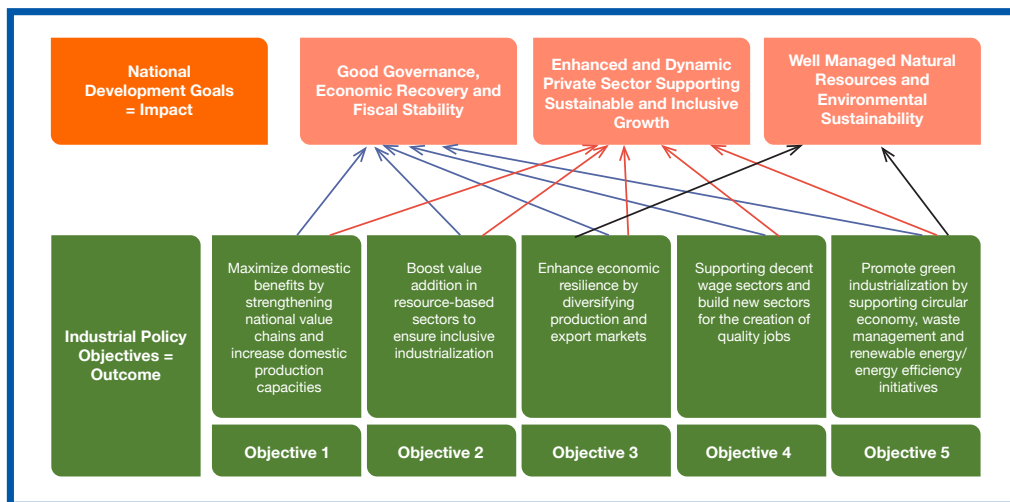 National
Development Goals
= Impact
Good Governance,
Economic Recovery and
Fiscal Stability
Enhanced and Dynamic
Private Sector Supporting
Sustainable and Inclusive
Growth
Well Managed Natural
Resources and
Environmental
Sustainability
Industrial Policy
Objectives =
Outcome
Maximize domestic
benefits by
strengthening
national value
chains and
increase domestic
production
capacities
Boost value
addition in
resource-based
sectors to
ensure inclusive
industrialization
Enhance economic
resilience by
diversifying
production and
export markets
Supporting decent
wage sectors and
build new sectors
for the creation of
quality jobs
Promote green
industrialization by
supporting circular
economy, waste
management and
renewable energy/
energy efficiency
initiatives
Objective 1
Objective 2
Objective 3
Objective 4
Objective 5